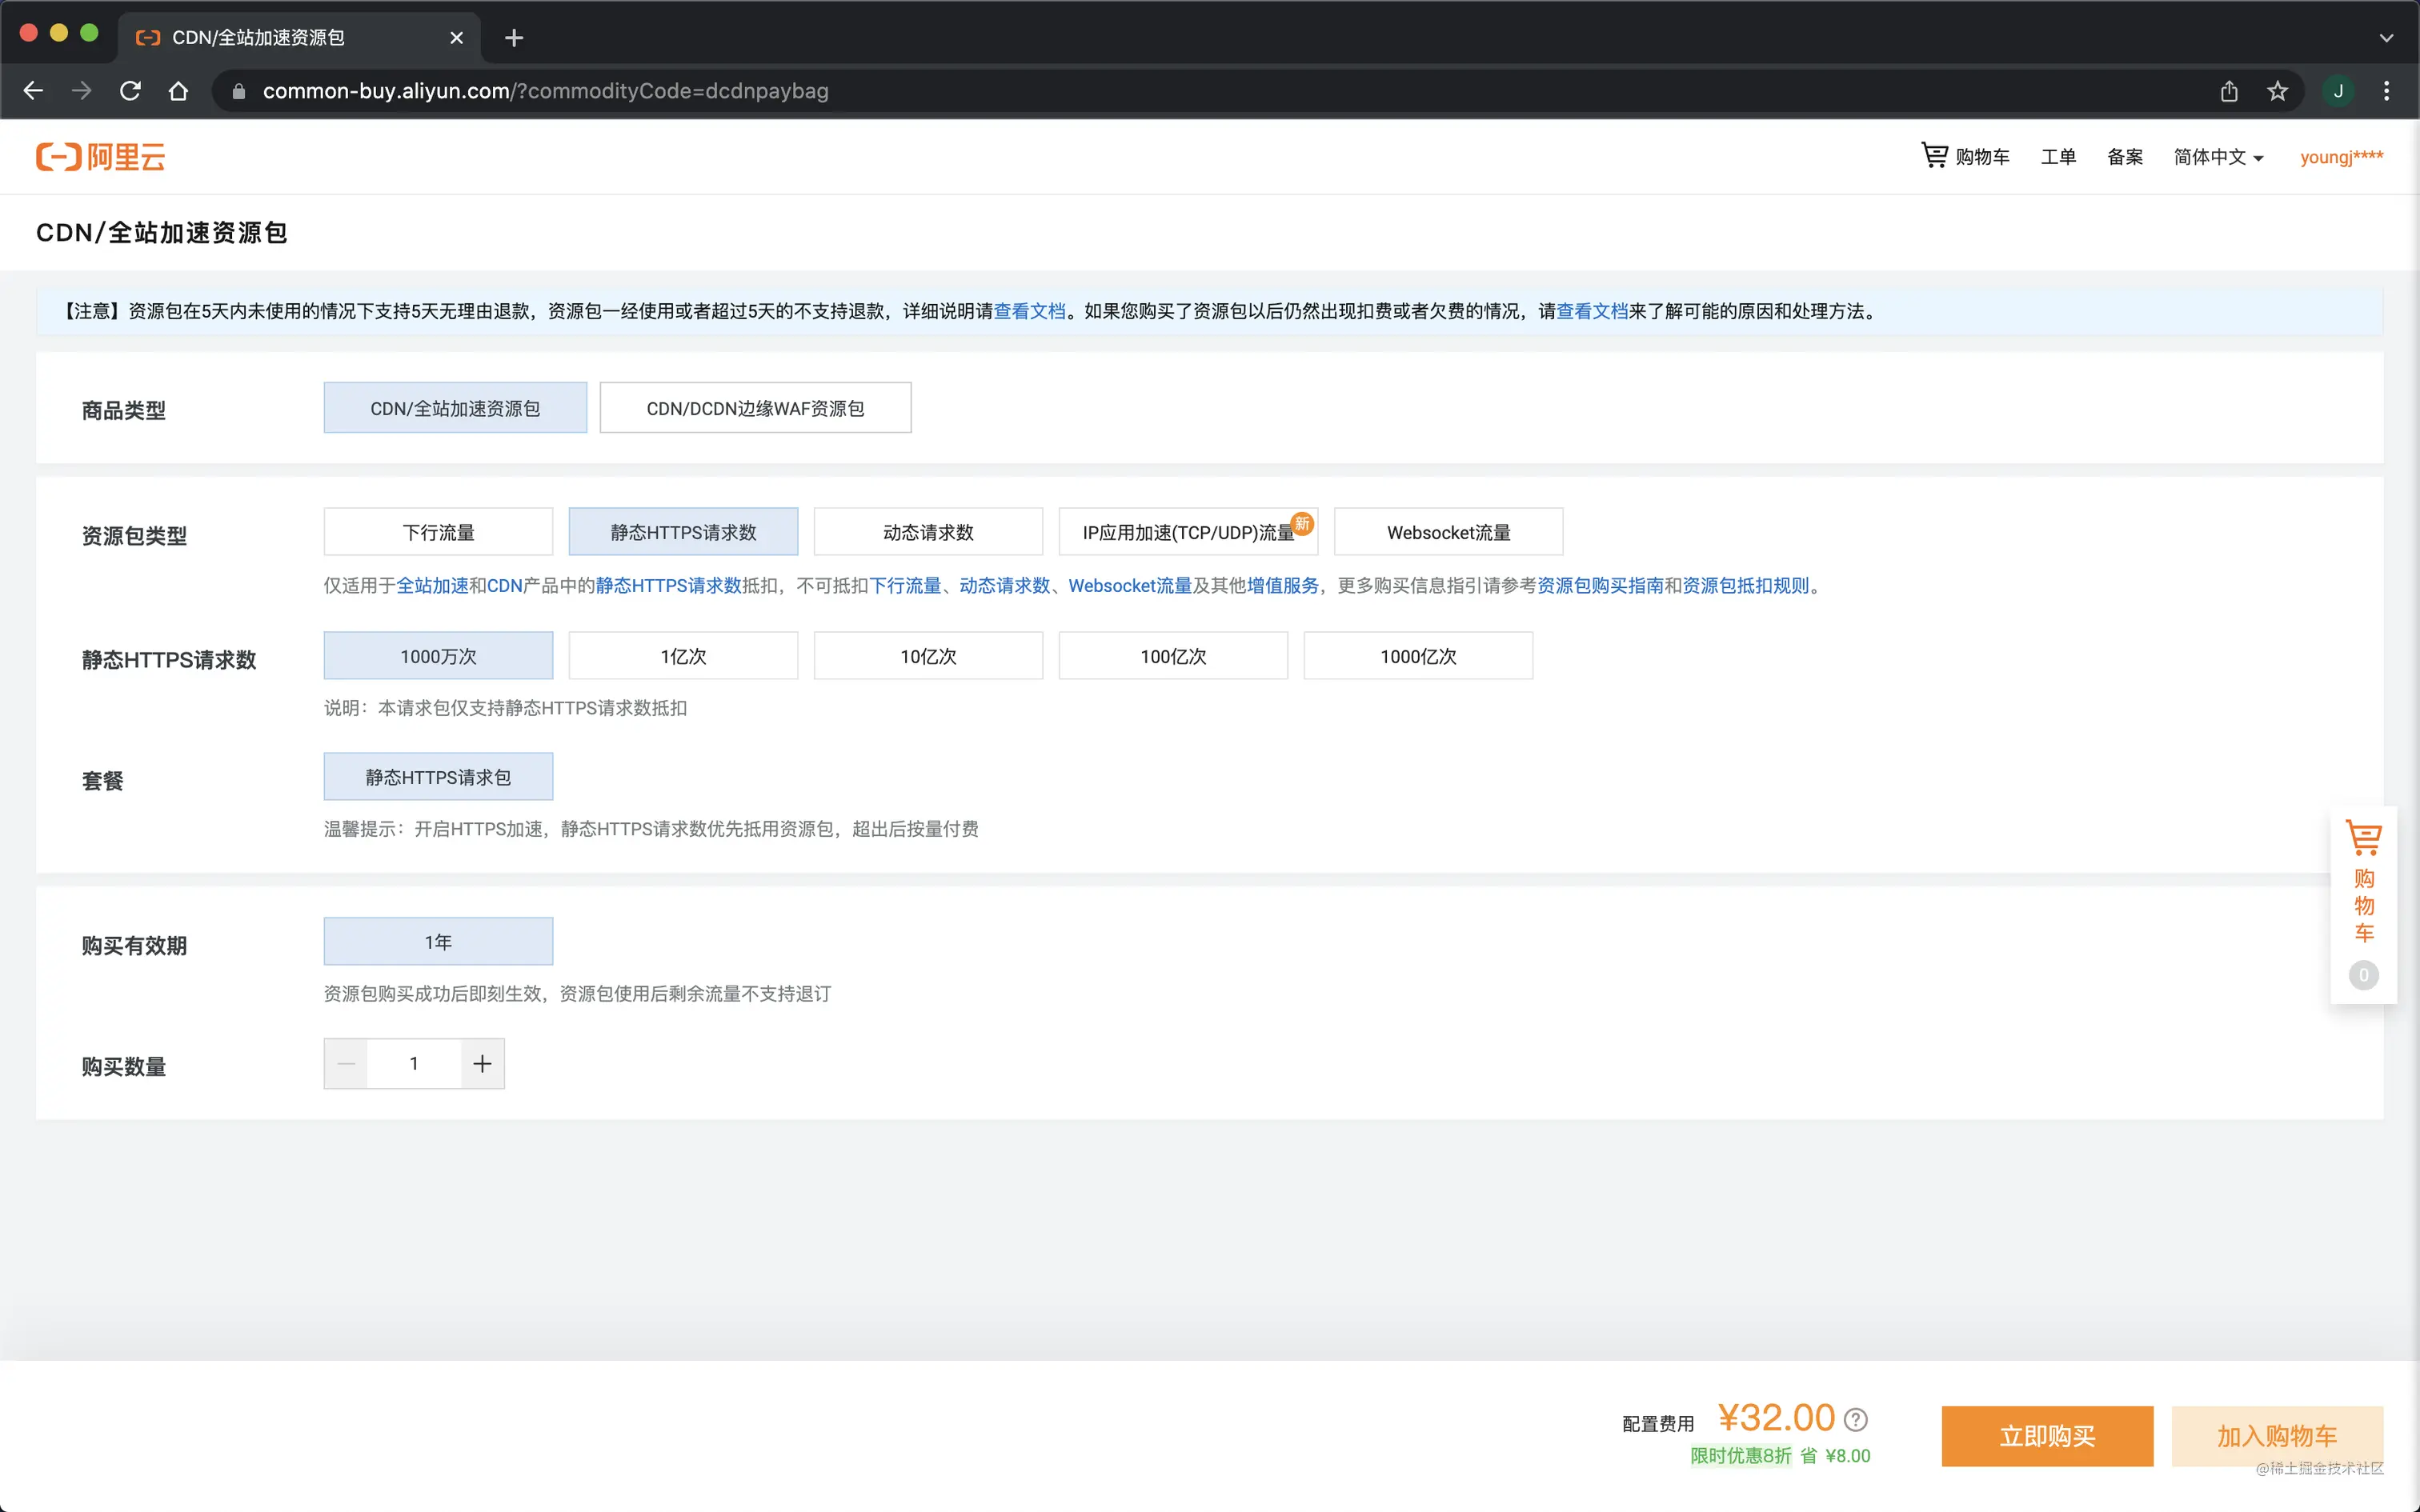 CDN/全站加速资源包
common-buy.aliyun.com/?commodityCode=dcdnpaybag
J
阿里云
购物车 工单 备案 简体中文 youngj****
CDN/全站加速资源包
【注意】资源包在5天内未使用的情况下支持5天无理由退款，资源包一经使用或者超过5天的不支持退款，详细说明请查看文档。如果您购买了资源包以后仍然出现扣费或者欠费的情况，请查看文档来了解可能的原因和处理方法。
商品类型 CDN/全站加速资源包 CDN/DCDN边缘WAF资源包
资源包类型 下行流量 静态HTTPS请求数 动态请求数 IP应用加速(TCP/UDP)流量 新 Websocket流量
仅适用于全站加速和CDN产品中的静态HTTPS请求数抵扣，不可抵扣下行流量、动态请求数、Websocket流量及其他增值服务，更多购买信息指引请参考资源包购买指南和资源包抵扣规则。
静态HTTPS请求数 1000万次 1亿次 10亿次 100亿次 1000亿次
说明：本请求包仅支持静态HTTPS请求数抵扣
套餐 静态HTTPS请求包
温馨提示：开启HTTPS加速，静态HTTPS请求数优先抵用资源包，超出后按量付费
购物车
0
购买有效期 1年
资源包购买成功后即刻生效，资源包使用后剩余流量不支持退订
购买数量 1
配置费用 ¥32.00
限时优惠8折 省 ¥8.00
立即购买 加入购物车
@稀土掘金技术社区